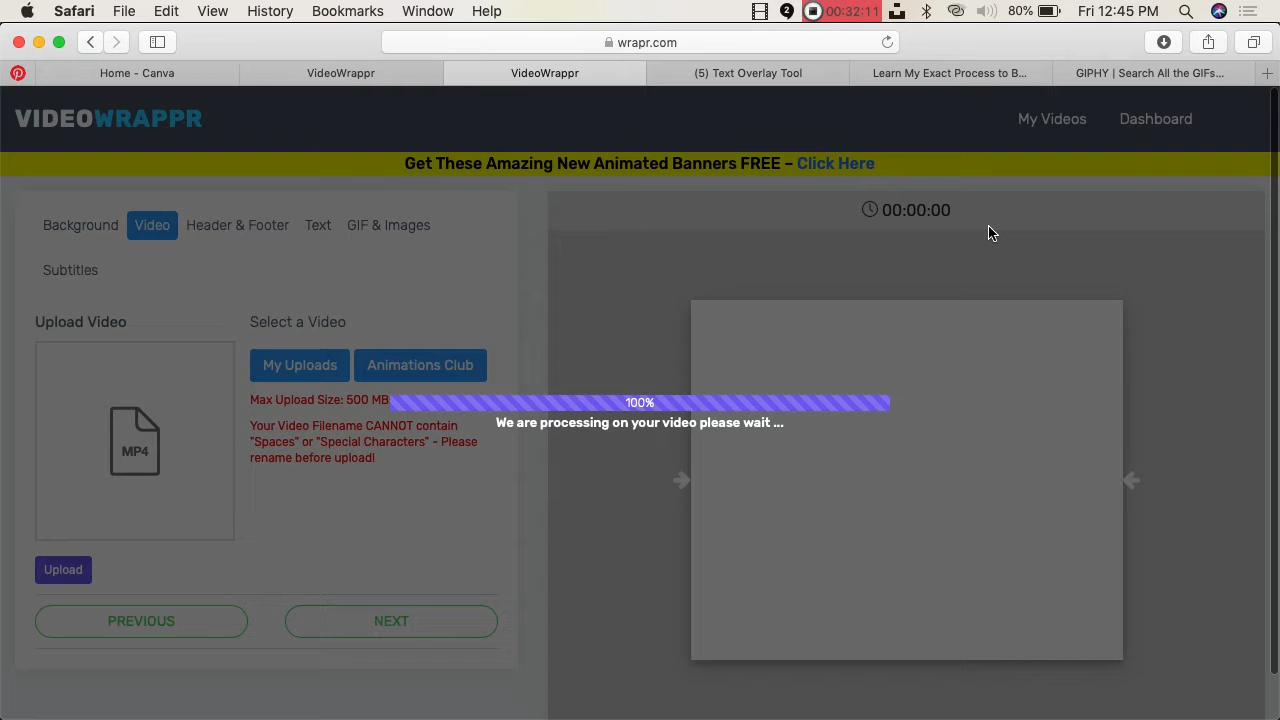 Safari File Edit View History Bookmarks Window Help 2 00:32:11 80% Fri 12:45 PM
wrapr.com
Home - Canva VideoWrappr VideoWrappr (5) Text Overlay Tool Learn My Exact Process to B... GIPHY | Search All the GIFs...
VIDEOWRAPPR My Videos Dashboard
Get These Amazing New Animated Banners FREE – Click Here
Background Video Header & Footer Text GIF & Images
Subtitles
00:00:00
Upload Video Select a Video
My Uploads Animations Club
Max Upload Size: 500 MB
Your Video Filename CANNOT contain
"Spaces" or "Special Characters" - Please
rename before upload!
MP4
100%
We are processing on your video please wait ...
Upload
PREVIOUS NEXT